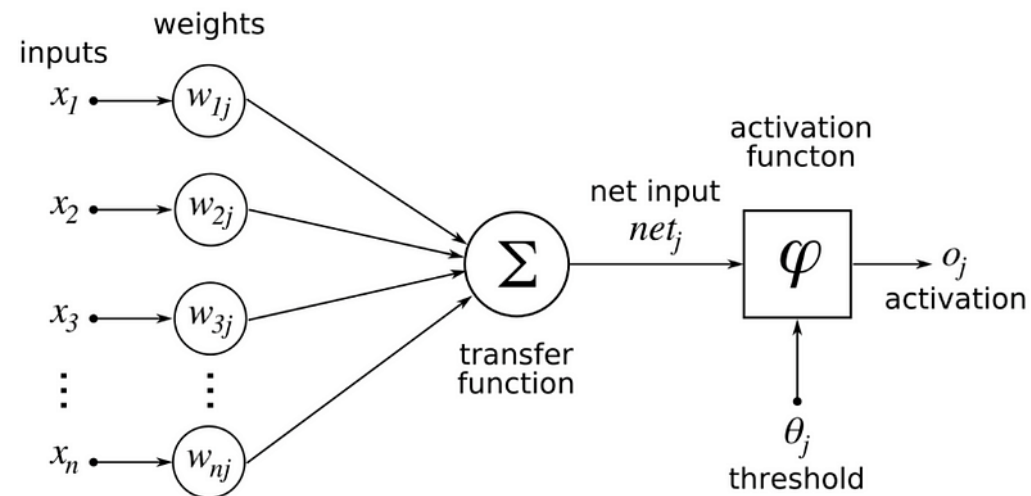 weights
inputs
x1
w1j
x2
w2j
x3
w3j
⋮
⋮
xn
wnj
Σ
transfer
function
net input
netj
activation
functon
φ
oj
activation
θj
threshold